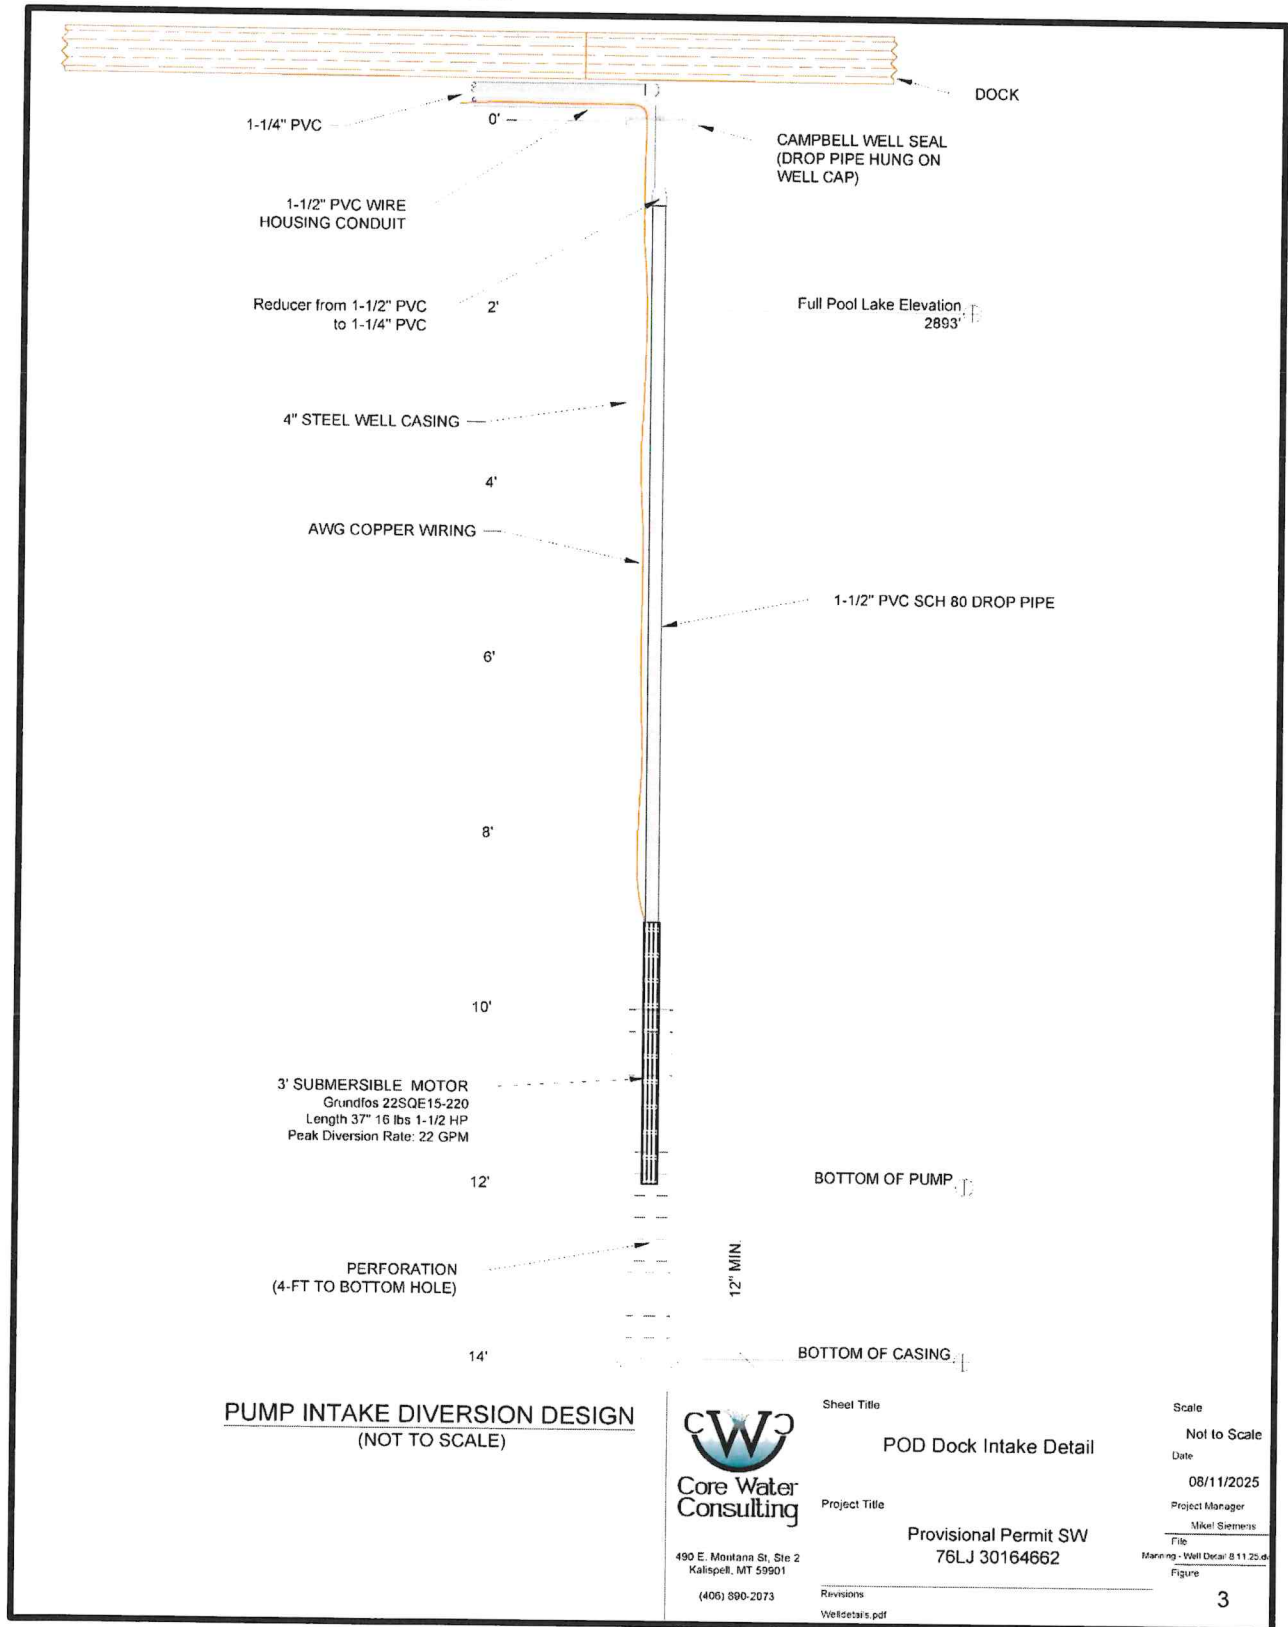 DOCK
1-1/4" PVC
0'
CAMPBELL WELL SEAL
(DROP PIPE HUNG ON
WELL CAP)
1-1/2" PVC WIRE
HOUSING CONDUIT
Reducer from 1-1/2" PVC
to 1-1/4" PVC
2'
Full Pool Lake Elevation
2893'
4" STEEL WELL CASING
4'
AWG COPPER WIRING
1-1/2" PVC SCH 80 DROP PIPE
6'
8'
10'
3' SUBMERSIBLE MOTOR
Grundfos 22SQE15-220
Length 37" 16 lbs 1-1/2 HP
Peak Diversion Rate: 22 GPM
12'
BOTTOM OF PUMP
PERFORATION
(4-FT TO BOTTOM HOLE)
12" MIN.
14'
BOTTOM OF CASING
PUMP INTAKE DIVERSION DESIGN
(NOT TO SCALE)
CWC
Core Water
Consulting
490 E. Montana St, Ste 2
Kalispell, MT 59901
(406) 890-2073
Sheet Title
POD Dock Intake Detail
Project Title
Provisional Permit SW
76LJ 30164662
Revisions
Welldetails.pdf
Scale
Not to Scale
Date
08/11/2025
Project Manager
Mikel Siemens
File
Manning - Well Detail 8.11.25.d
Figure
3